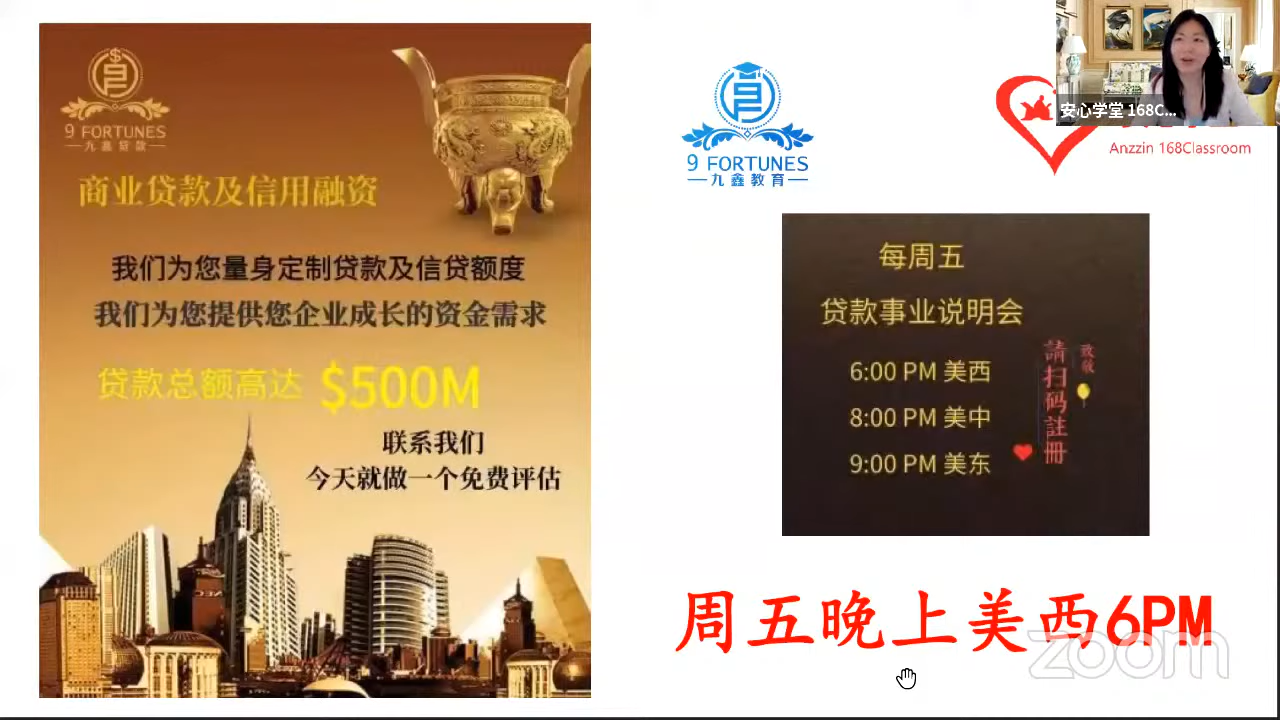 9 FORTUNES
九鑫贷款
商业贷款及信用融资
我们为您量身定制贷款及信贷额度
我们为您提供您企业成长的资金需求
贷款总额高达 $500M
联系我们
今天就做一个免费评估
9 FORTUNES
九鑫教育
安心学堂 168C...
Anzzin 168Classroom
每周五
贷款事业说明会
6:00 PM 美西
8:00 PM 美中
9:00 PM 美东
致敬
請扫码註冊
周五晚上美西6PM
zoom